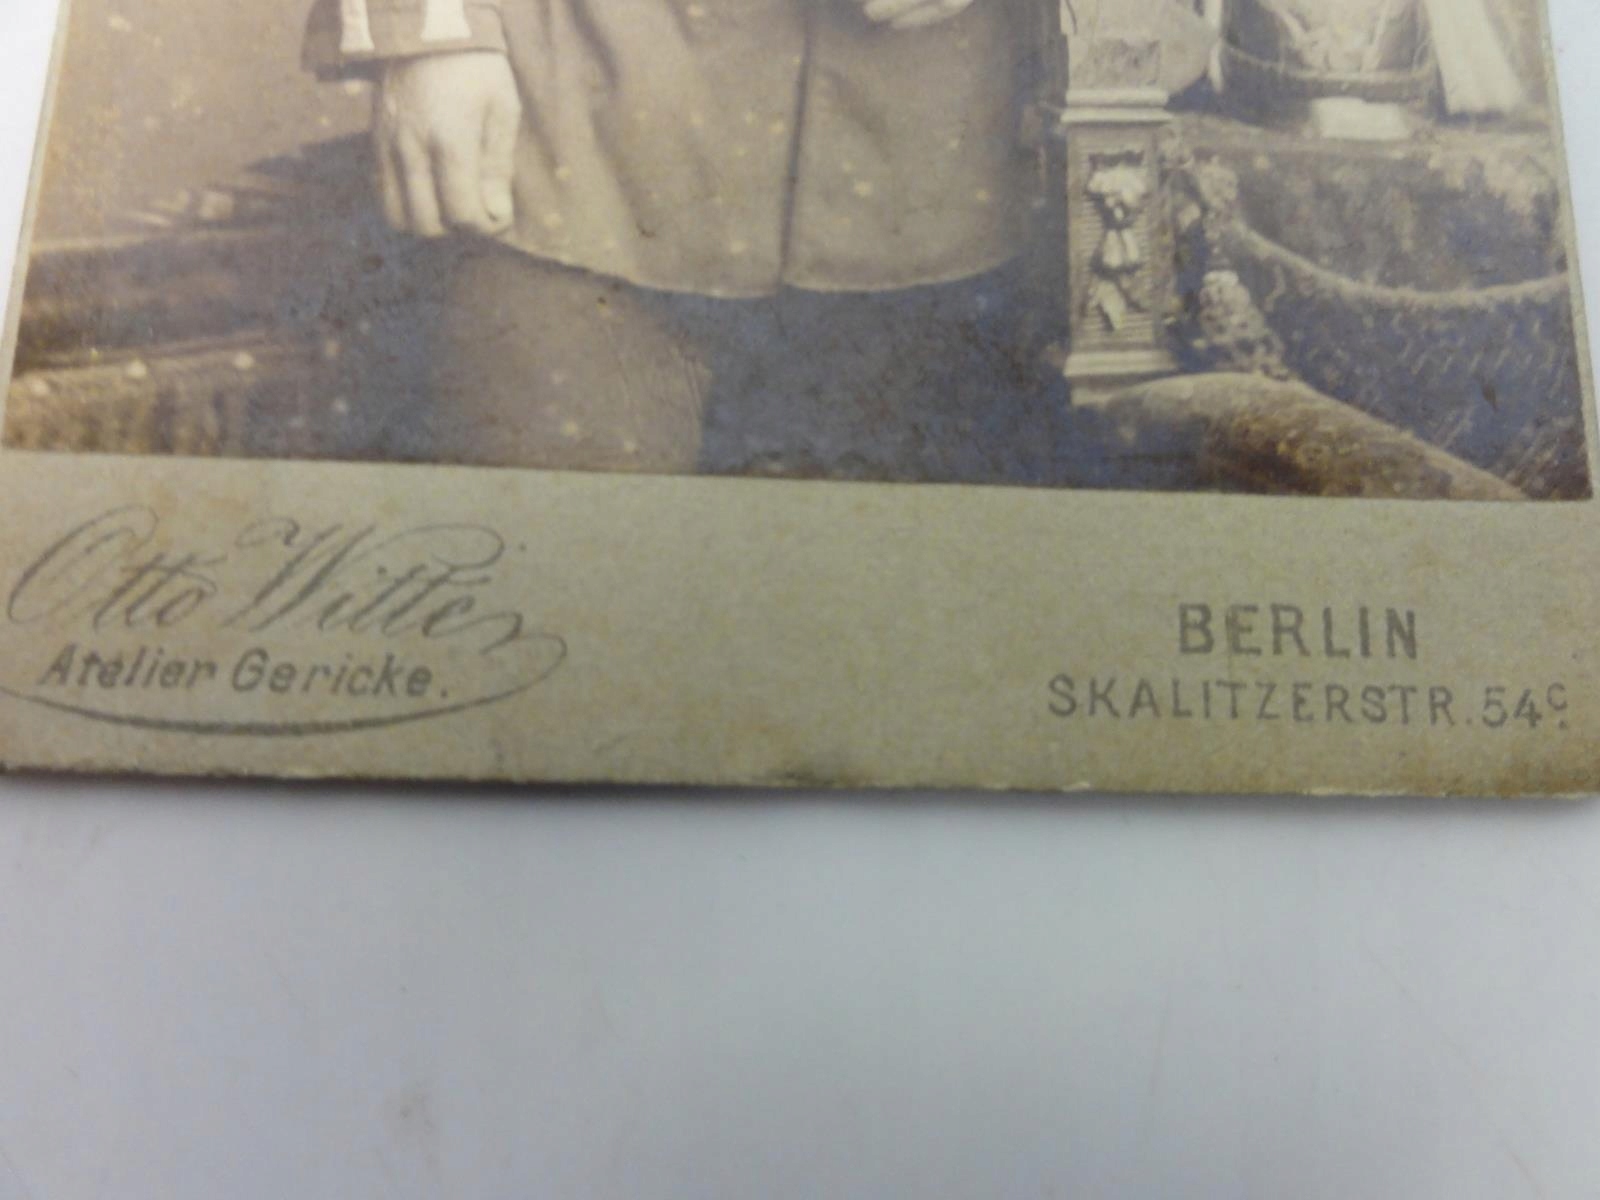 Otto Witte
Atelier Gericke.
BERLIN
SKALITZERSTR. 54c.